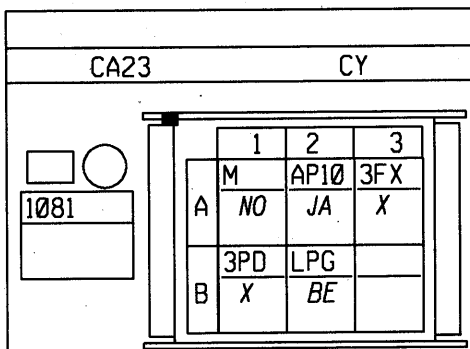 CA23 CY
1 2 3
M AP10 3FX
A NO JA X
1081
3PD LPG
B X BE